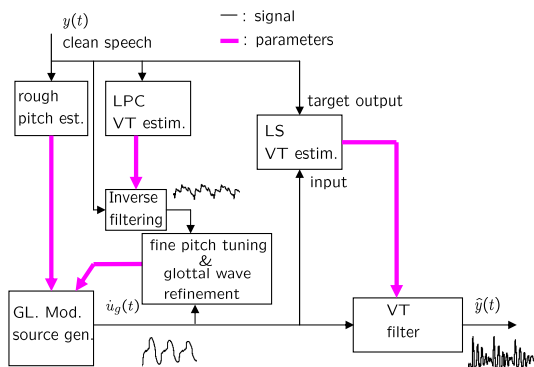 y(t)
clean speech
— : signal
— : parameters
rough
pitch est.
LPC
VT estim.
target output
LS
VT estim.
input
Inverse
filtering
fine pitch tuning
&
glottal wave
refinement
GL. Mod.
source gen.
u̇g(t)
VT
filter
ŷ(t)